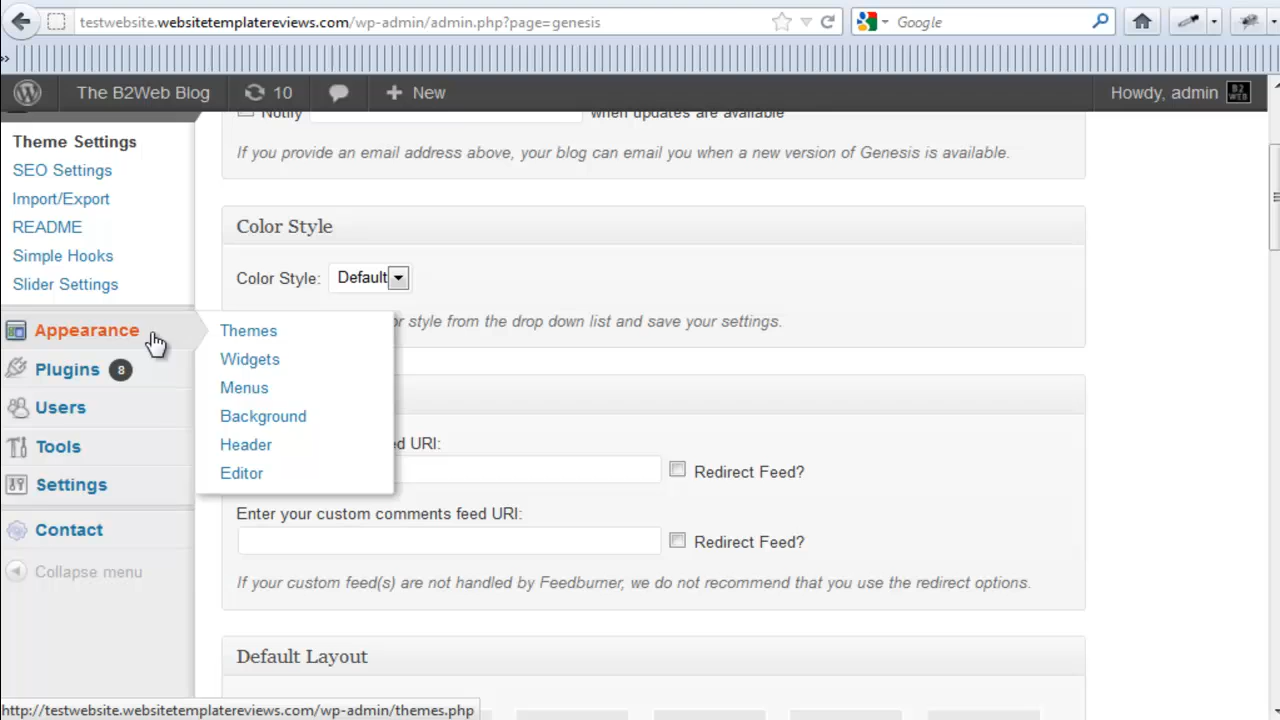 testwebsite.websitetemplatereviews.com/wp-admin/admin.php?page=genesis
Google
The B2Web Blog
10
New
Howdy, admin
B2
WEB
Theme Settings
SEO Settings
Import/Export
README
Simple Hooks
Slider Settings
Appearance
Plugins 8
Users
Tools
Settings
Contact
Collapse menu
Themes
Widgets
Menus
Background
Header
Editor
Notify
when updates are available
If you provide an email address above, your blog can email you when a new version of Genesis is available.
Color Style
Color Style: Default
style from the drop down list and save your settings.
URI:
Redirect Feed?
Enter your custom comments feed URI:
Redirect Feed?
If your custom feed(s) are not handled by Feedburner, we do not recommend that you use the redirect options.
Default Layout
http://testwebsite.websitetemplatereviews.com/wp-admin/themes.php